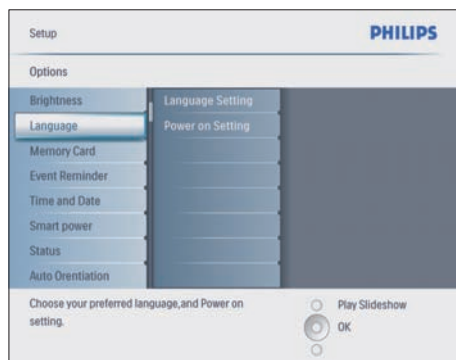 Setup
PHILIPS
Options
Brightness
Language
Memory Card
Event Reminder
Time and Date
Smart power
Status
Auto Orentiation
Language Setting
Power on Setting
Choose your preferred language,and Power on
setting.
Play Slideshow
OK